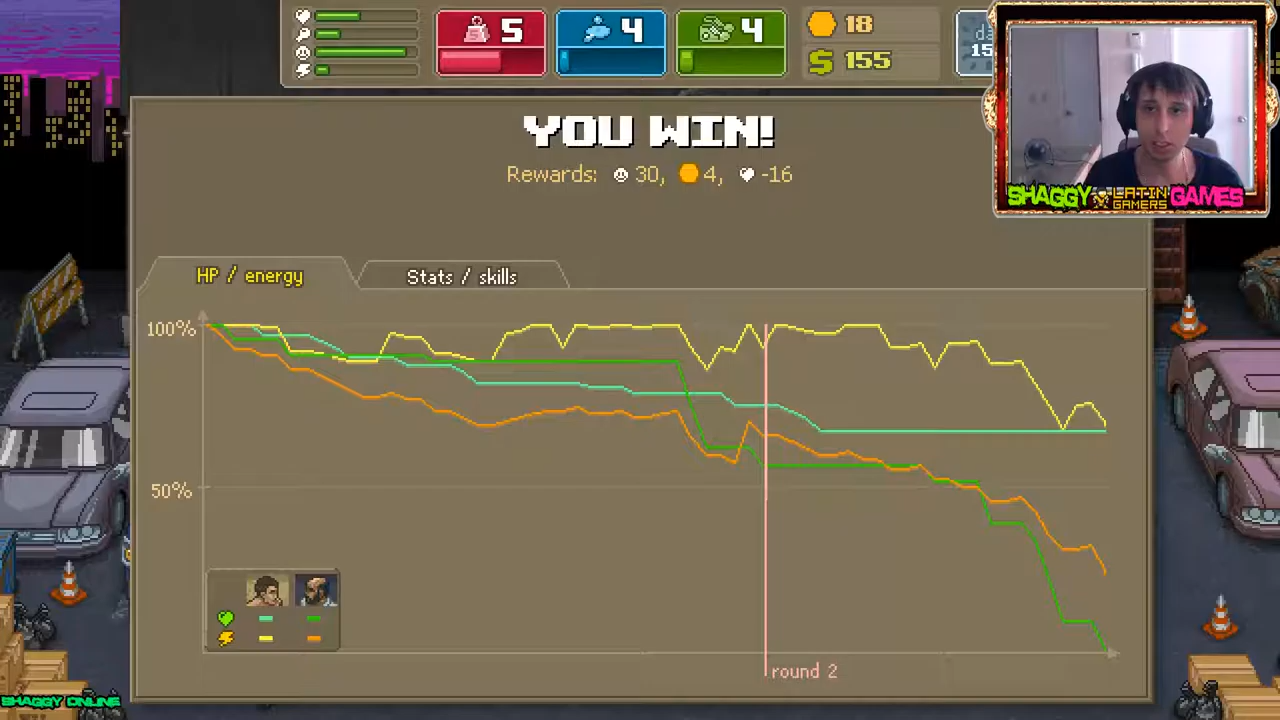 5
4
4
18
155
15
YOU WIN!
Rewards: 30, 4, -16
SHAGGY LATIN GAMERS GAMES
HP / energy
Stats / skills
100%
50%
round 2
SHAGGY ONLINE